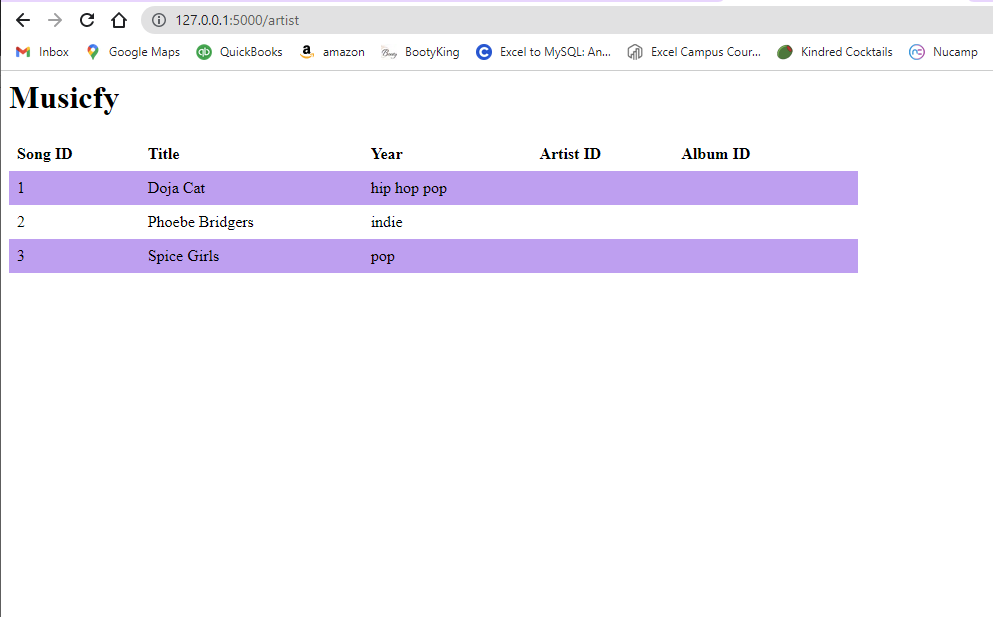 127.0.0.1:5000/artist
Inbox Google Maps QuickBooks amazon BootyKing Excel to MySQL: An... Excel Campus Cour... Kindred Cocktails Nucamp
Musicfy
Song ID Title Year Artist ID Album ID
1 Doja Cat hip hop pop
2 Phoebe Bridgers indie
3 Spice Girls pop